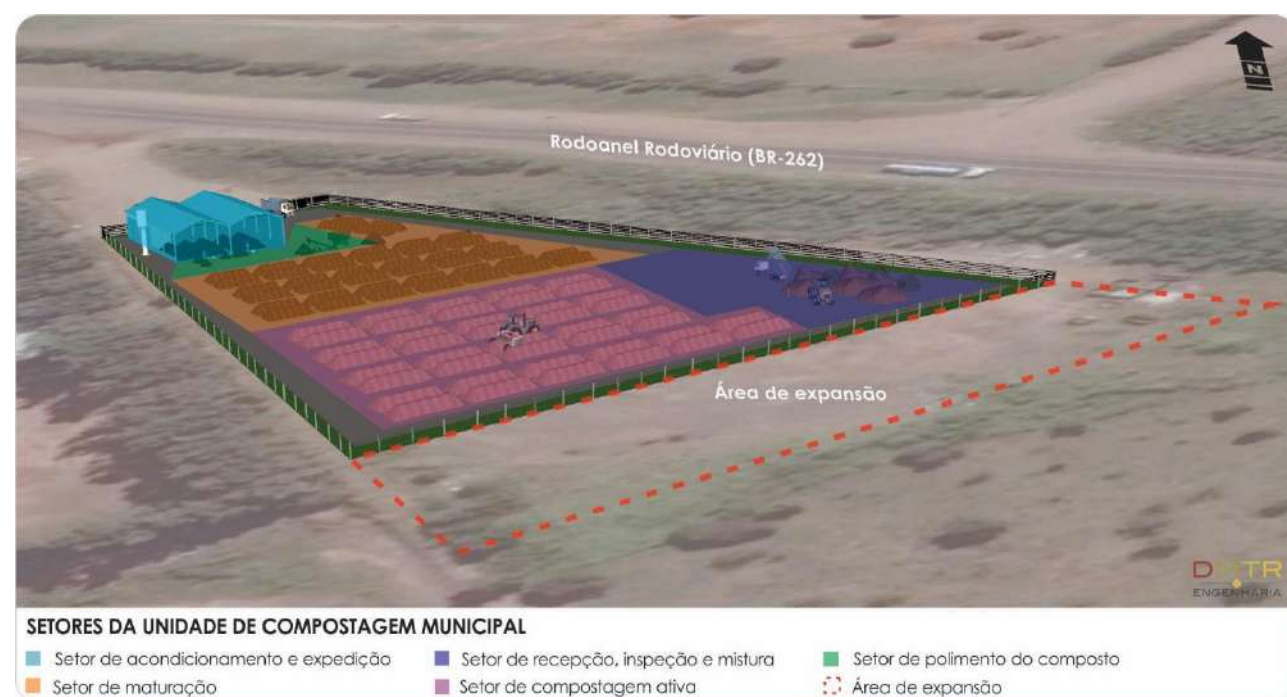 N
Rodoanel Rodoviário (BR-262)
Área de expansão
ENGENHARIA
SETORES DA UNIDADE DE COMPOSTAGEM MUNICIPAL
Setor de acondicionamento e expedição
Setor de recepção, inspeção e mistura
Setor de polimento do composto
Setor de maturação
Setor de compostagem ativa
Área de expansão